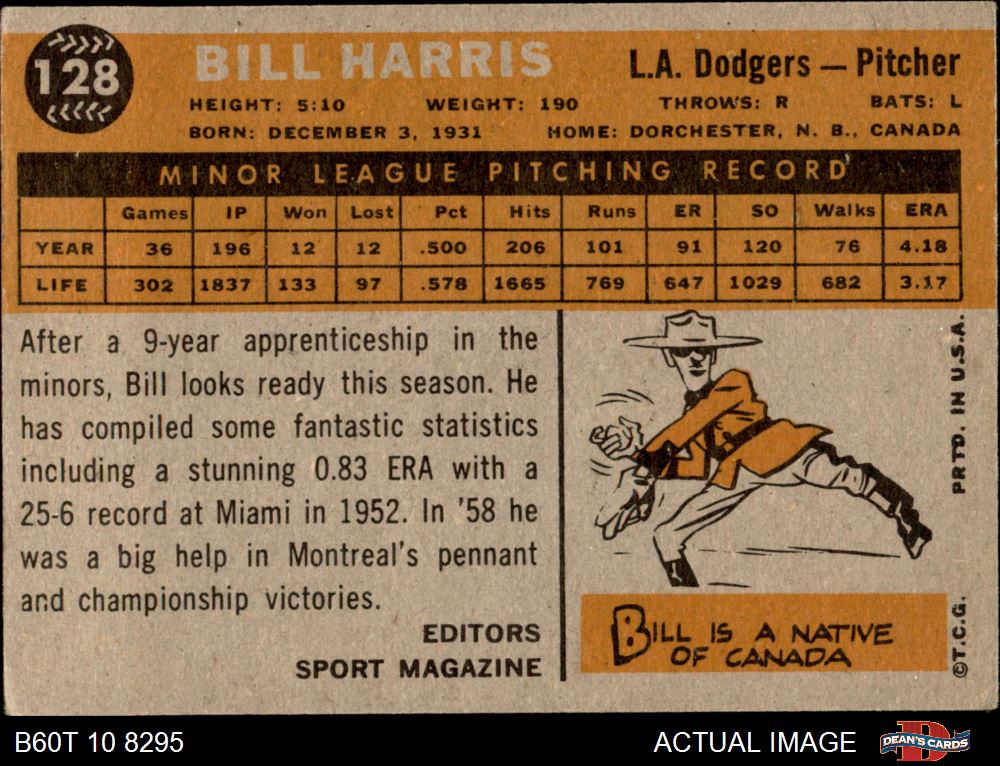 128
BILL HARRIS
L.A. Dodgers — Pitcher
HEIGHT: 5:10 WEIGHT: 190 THROWS: R BATS: L
BORN: DECEMBER 3, 1931 HOME: DORCHESTER, N. B., CANADA
MINOR LEAGUE PITCHING RECORD
Games IP Won Lost Pct Hits Runs ER SO Walks ERA
YEAR 36 196 12 12 .500 206 101 91 120 76 4.18
LIFE 302 1837 133 97 .578 1665 769 647 1029 682 3.17
After a 9-year apprenticeship in the
minors, Bill looks ready this season. He
has compiled some fantastic statistics
including a stunning 0.83 ERA with a
25-6 record at Miami in 1952. In '58 he
was a big help in Montreal's pennant
and championship victories.
EDITORS
SPORT MAGAZINE
BILL IS A NATIVE
OF CANADA
©T.C.G. PRTD. IN U.S.A.
B60T 10 8295 ACTUAL IMAGE
D
DEAN'S CARDS